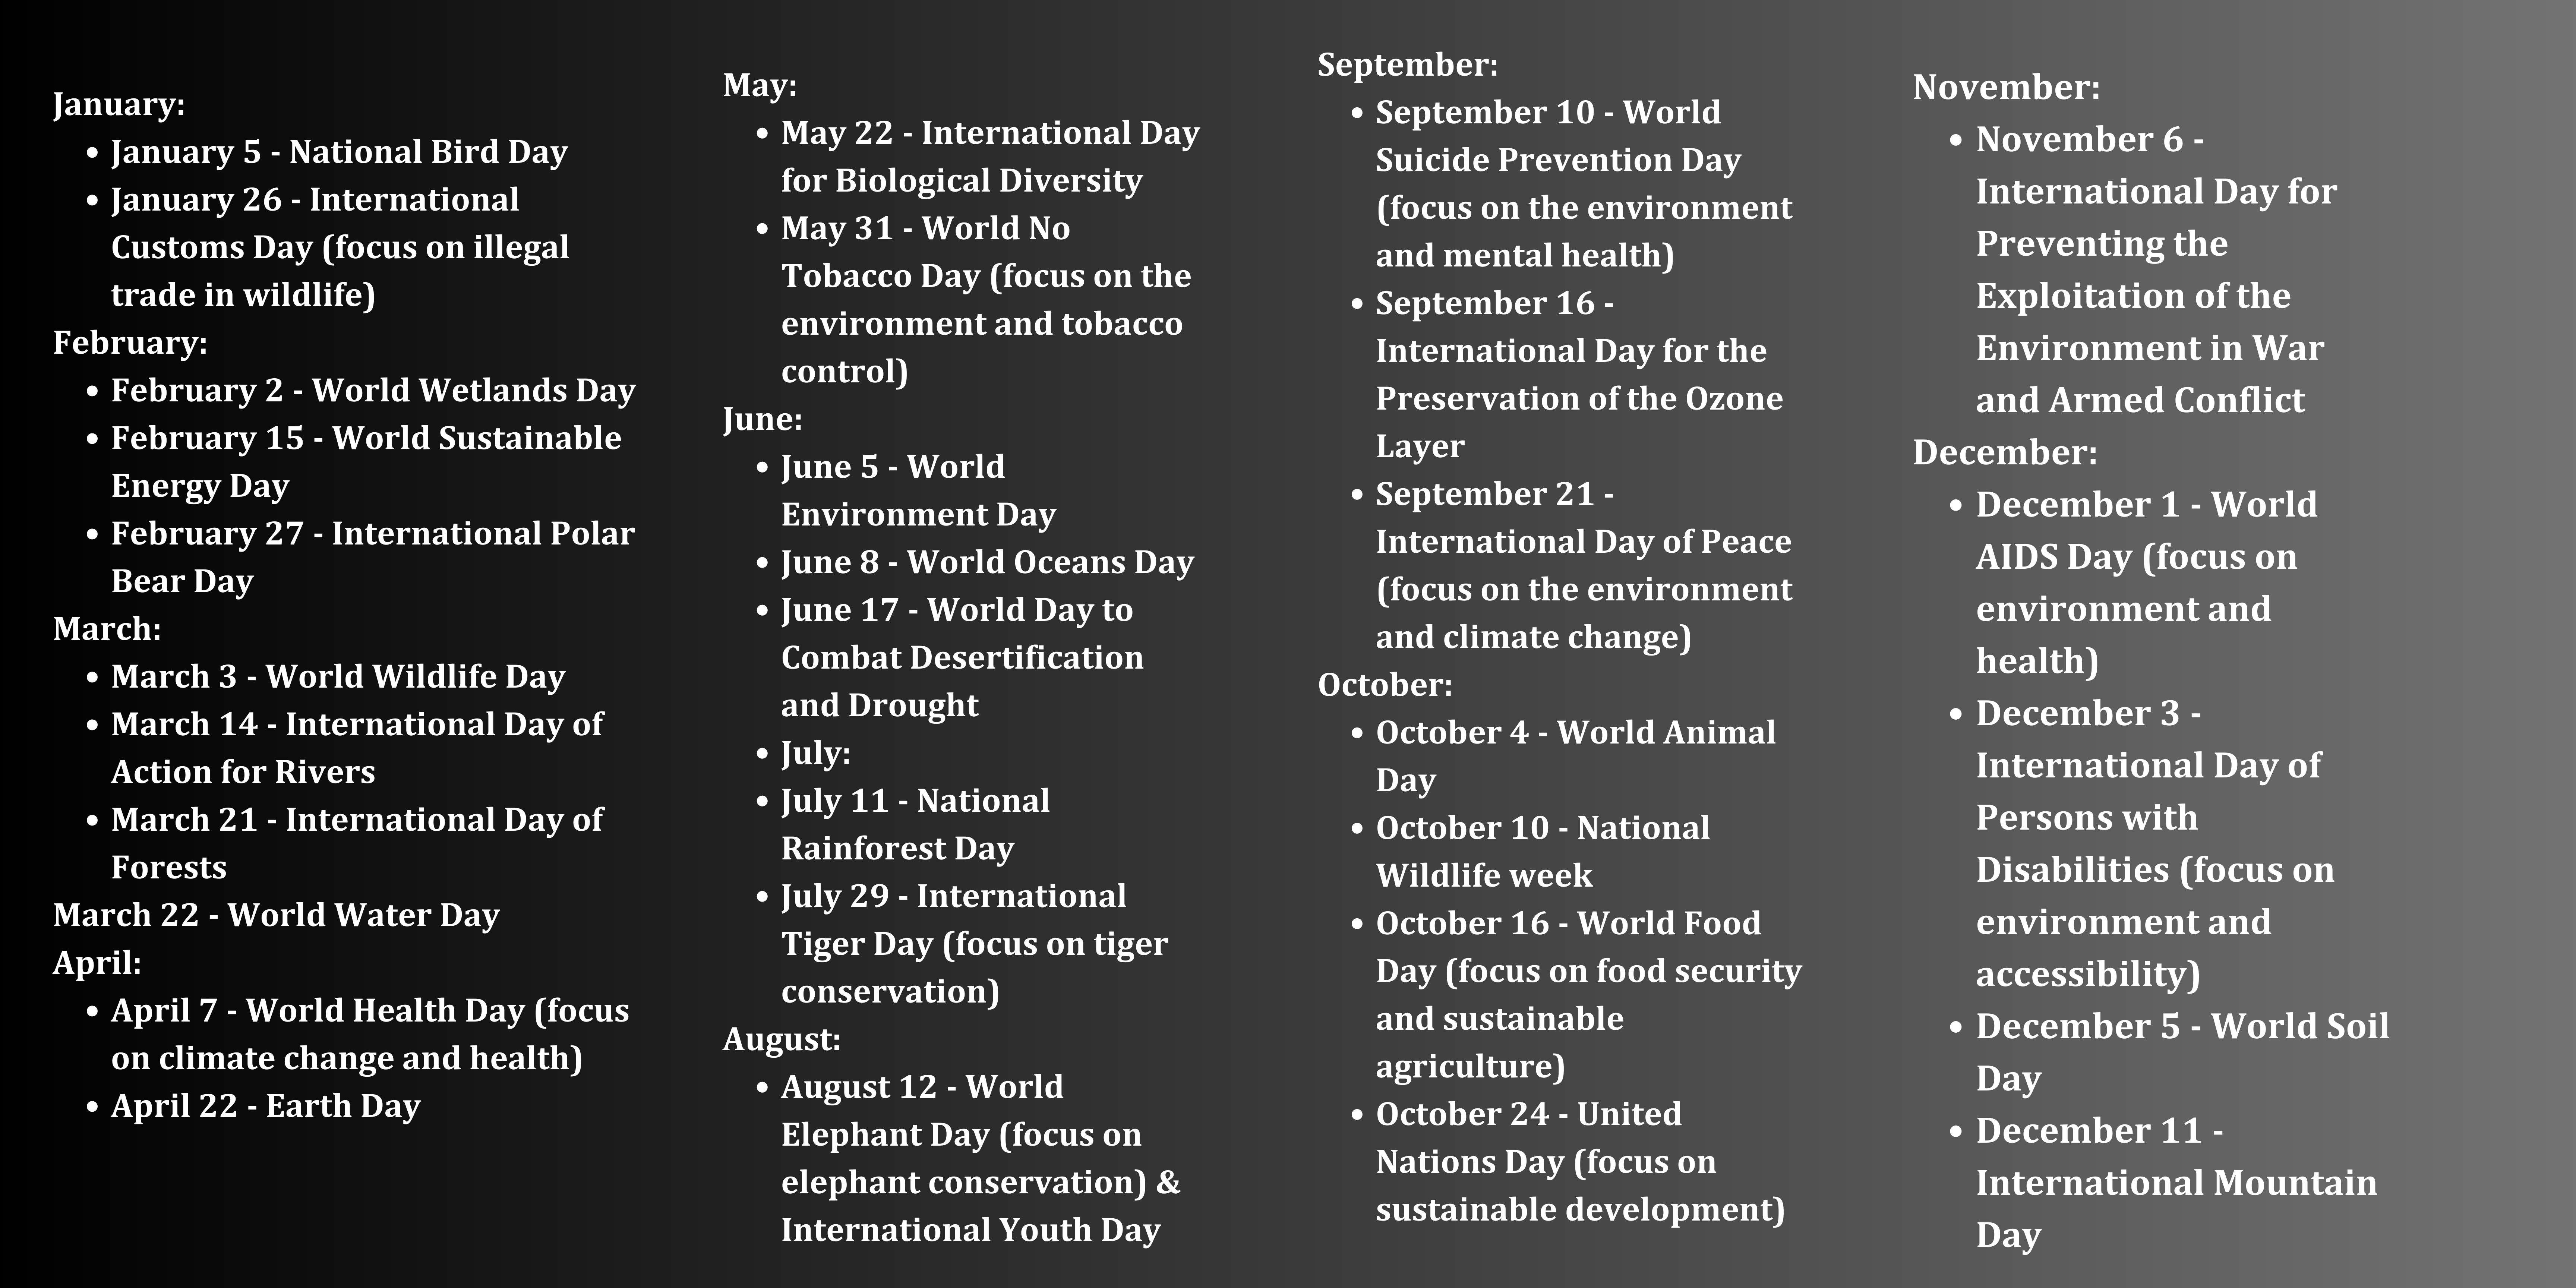 January:
• January 5 - National Bird Day
• January 26 - International
Customs Day (focus on illegal
trade in wildlife)
February:
• February 2 - World Wetlands Day
• February 15 - World Sustainable
Energy Day
• February 27 - International Polar
Bear Day
March:
• March 3 - World Wildlife Day
• March 14 - International Day of
Action for Rivers
• March 21 - International Day of
Forests
March 22 - World Water Day
April:
• April 7 - World Health Day (focus
on climate change and health)
• April 22 - Earth Day
May:
• May 22 - International Day
for Biological Diversity
• May 31 - World No
Tobacco Day (focus on the
environment and tobacco
control)
June:
• June 5 - World
Environment Day
• June 8 - World Oceans Day
• June 17 - World Day to
Combat Desertification
and Drought
• July:
• July 11 - National
Rainforest Day
• July 29 - International
Tiger Day (focus on tiger
conservation)
August:
• August 12 - World
Elephant Day (focus on
elephant conservation) &
International Youth Day
September:
• September 10 - World
Suicide Prevention Day
(focus on the environment
and mental health)
• September 16 -
International Day for the
Preservation of the Ozone
Layer
• September 21 -
International Day of Peace
(focus on the environment
and climate change)
October:
• October 4 - World Animal
Day
• October 10 - National
Wildlife week
• October 16 - World Food
Day (focus on food security
and sustainable
agriculture)
• October 24 - United
Nations Day (focus on
sustainable development)
November:
• November 6 -
International Day for
Preventing the
Exploitation of the
Environment in War
and Armed Conflict
December:
• December 1 - World
AIDS Day (focus on
environment and
health)
• December 3 -
International Day of
Persons with
Disabilities (focus on
environment and
accessibility)
• December 5 - World Soil
Day
• December 11 -
International Mountain
Day